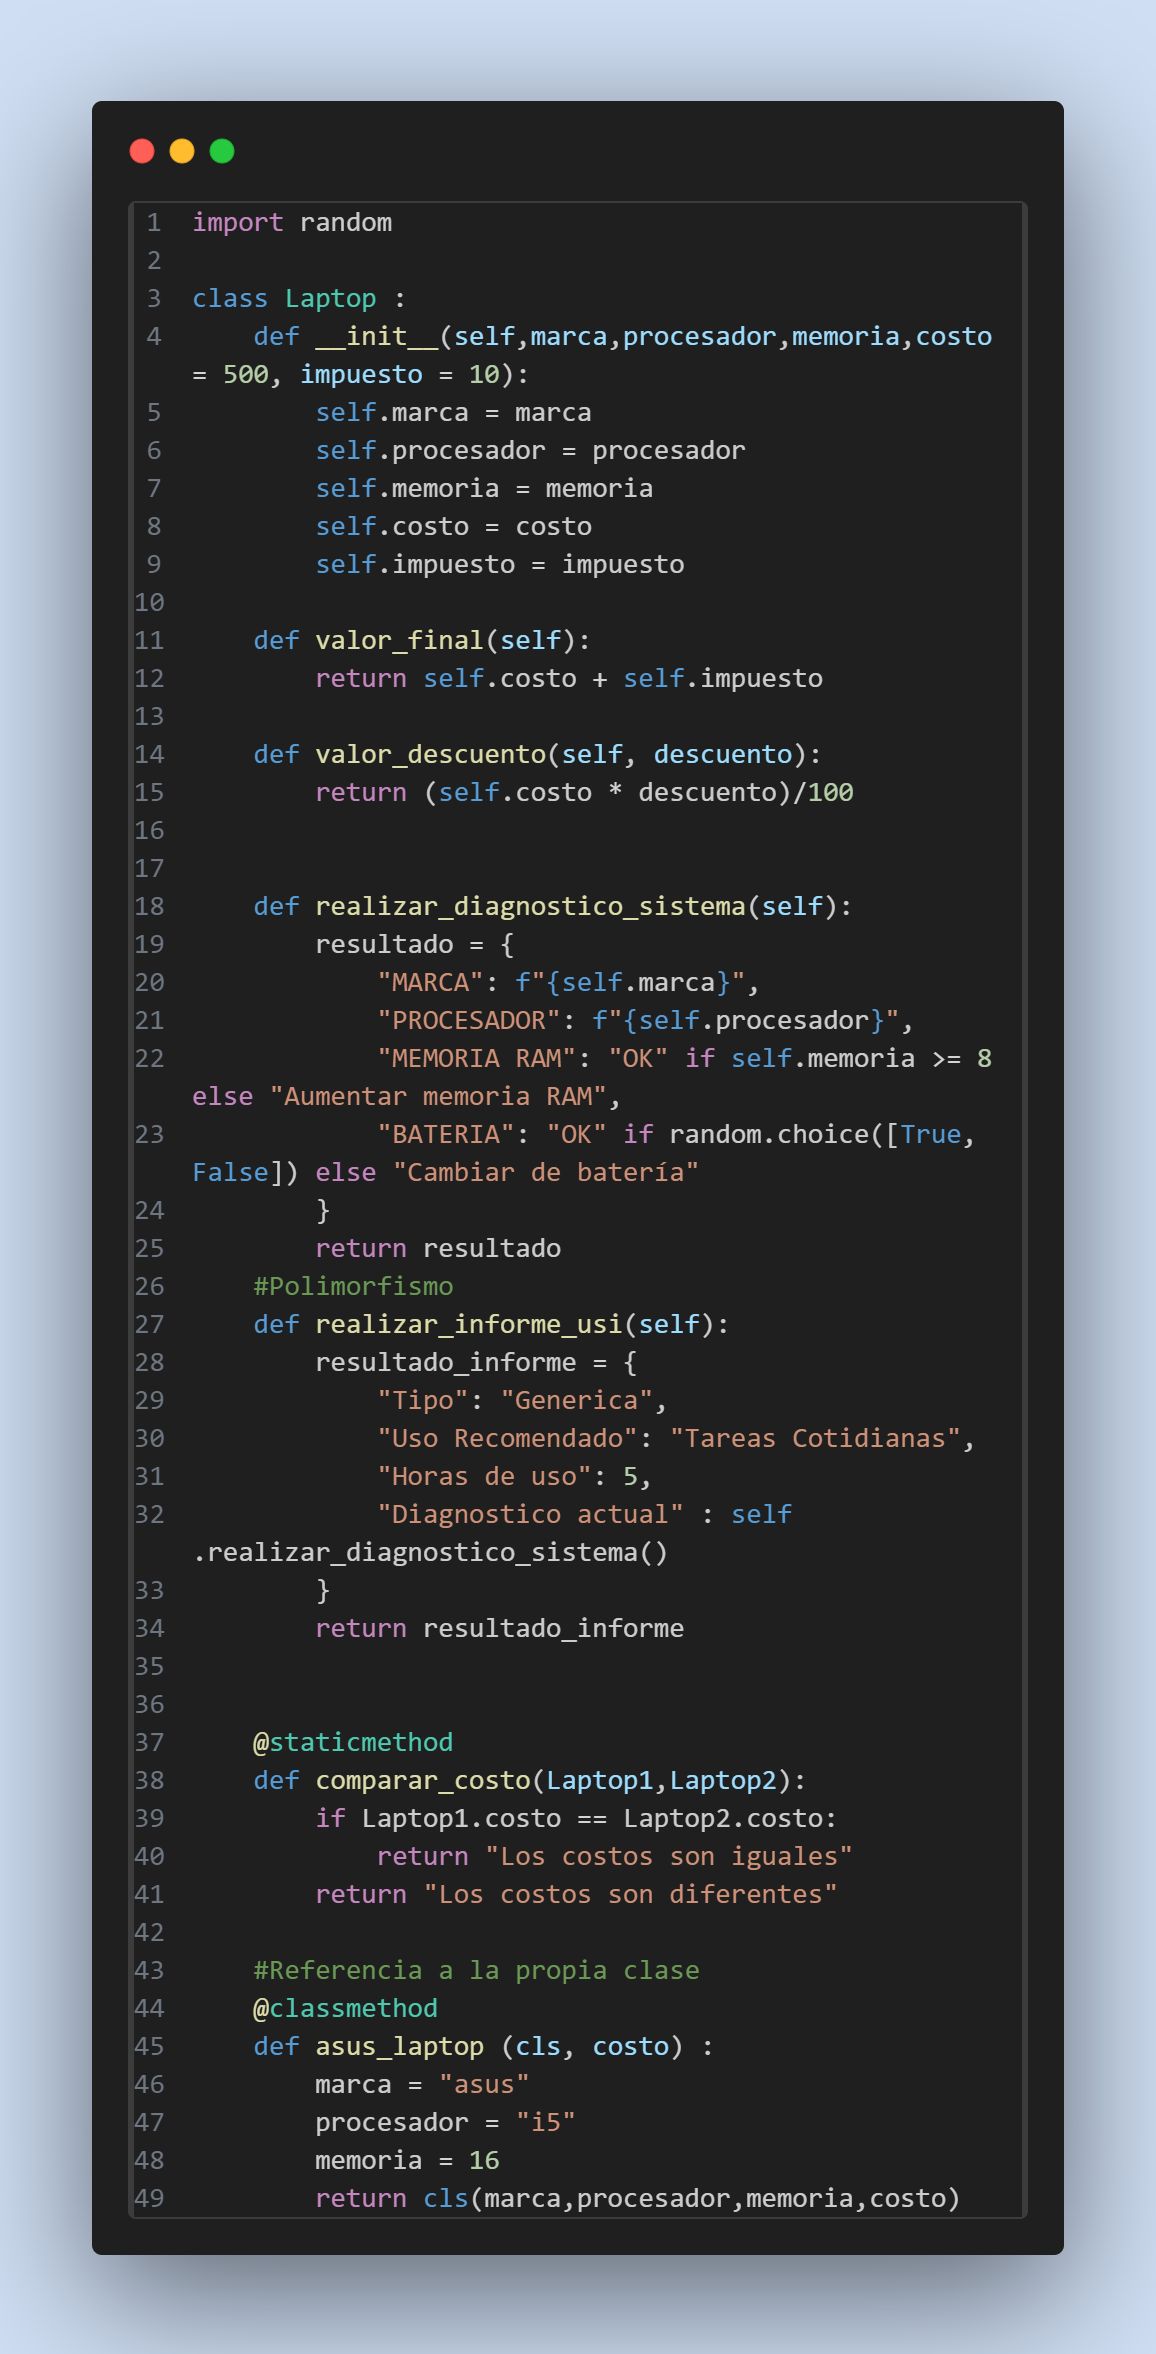 1 import random
2
3 class Laptop :
4     def __init__(self,marca,procesador,memoria,costo
= 500, impuesto = 10):
5         self.marca = marca
6         self.procesador = procesador
7         self.memoria = memoria
8         self.costo = costo
9         self.impuesto = impuesto
10
11     def valor_final(self):
12         return self.costo + self.impuesto
13
14     def valor_descuento(self, descuento):
15         return (self.costo * descuento)/100
16
17
18     def realizar_diagnostico_sistema(self):
19         resultado = {
20             "MARCA": f"{self.marca}",
21             "PROCESADOR": f"{self.procesador}",
22             "MEMORIA RAM": "OK" if self.memoria >= 8
else "Aumentar memoria RAM",
23             "BATERIA": "OK" if random.choice([True,
False]) else "Cambiar de batería"
24         }
25         return resultado
26     #Polimorfismo
27     def realizar_informe_usi(self):
28         resultado_informe = {
29             "Tipo": "Generica",
30             "Uso Recomendado": "Tareas Cotidianas",
31             "Horas de uso": 5,
32             "Diagnostico actual" : self
.realizar_diagnostico_sistema()
33         }
34         return resultado_informe
35
36
37     @staticmethod
38     def comparar_costo(Laptop1,Laptop2):
39         if Laptop1.costo == Laptop2.costo:
40             return "Los costos son iguales"
41         return "Los costos son diferentes"
42
43     #Referencia a la propia clase
44     @classmethod
45     def asus_laptop (cls, costo) :
46         marca = "asus"
47         procesador = "i5"
48         memoria = 16
49         return cls(marca,procesador,memoria,costo)